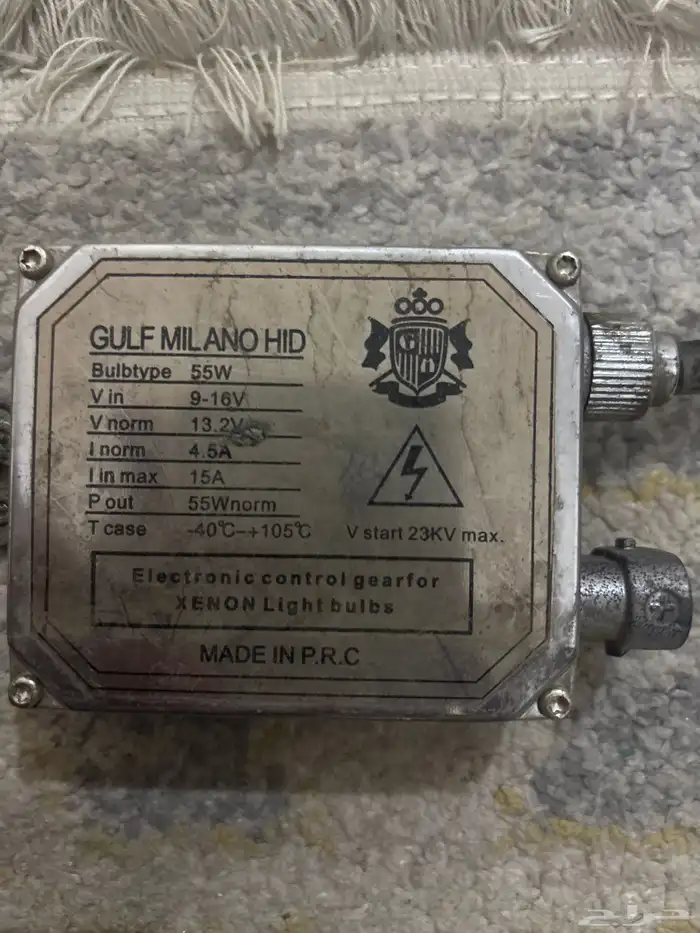 GULF MILANO HID
Bulbtype 55W
V in 9-16V
V norm 13.2V
I norm 4.5A
I in max 15A
P out 55Wnorm
T case -40℃-+105℃
V start 23KV max.
Electronic control gearfor
XENON Light bulbs
MADE IN P.R.C
حراج